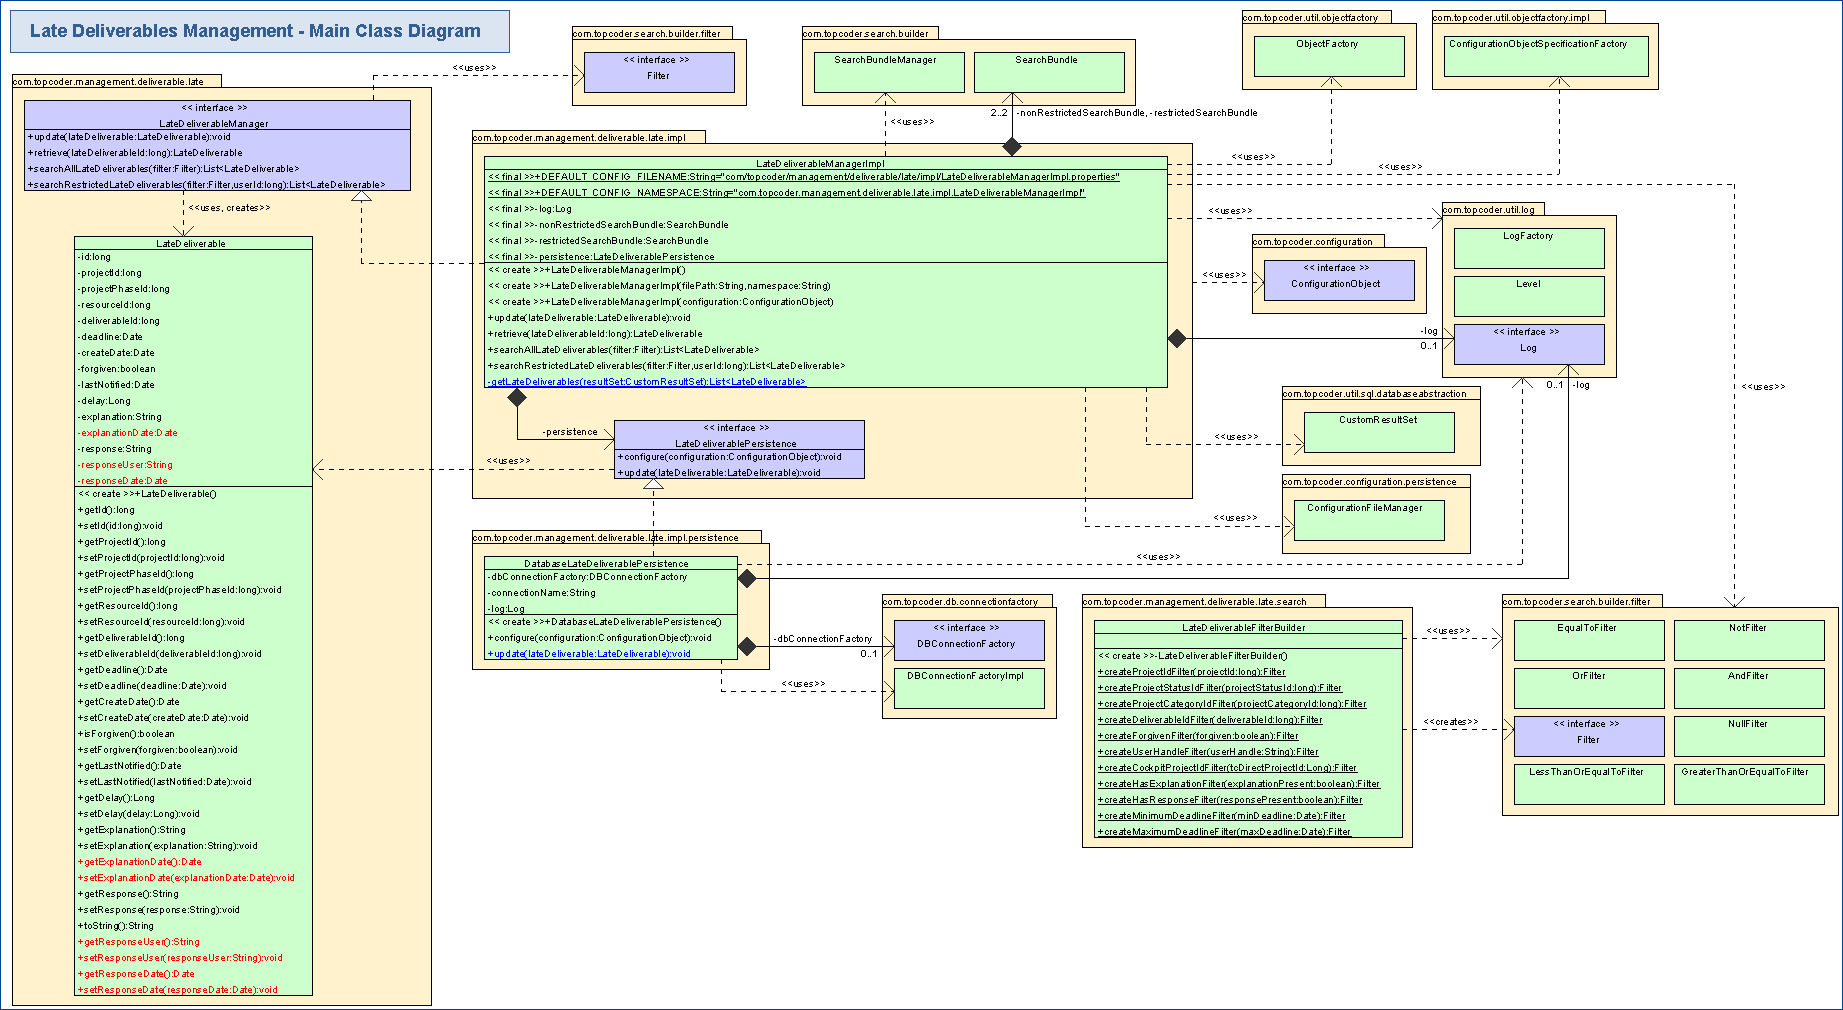 Late Deliverables Management - Main Class Diagram
com.topcoder.management.deliverable.late
<< interface >>
LateDeliverableManager
+update(lateDeliverable:LateDeliverable):void
+retrieve(lateDeliverableId:long):LateDeliverable
+searchAllLateDeliverables(filter:Filter):List<LateDeliverable>
+searchRestrictedLateDeliverables(filter:Filter,userId:long):List<LateDeliverable>
<<uses, creates>>
LateDeliverable
-id:long
-projectId:long
-projectPhaseId:long
-resourceId:long
-deliverableId:long
-deadline:Date
-createDate:Date
-forgiven:boolean
-lastNotified:Date
-delay:Long
-explanation:String
-explanationDate:Date
-response:String
-responseUser:String
-responseDate:Date
<< create >>+LateDeliverable()
+getId():long
+setId(id:long):void
+getProjectId():long
+setProjectId(projectId:long):void
+getProjectPhaseId():long
+setProjectPhaseId(projectPhaseId:long):void
+getResourceId():long
+setResourceId(resourceId:long):void
+getDeliverableId():long
+setDeliverableId(deliverableId:long):void
+getDeadline():Date
+setDeadline(deadline:Date):void
+getCreateDate():Date
+setCreateDate(createDate:Date):void
+isForgiven():boolean
+setForgiven(forgiven:boolean):void
+getLastNotified():Date
+setLastNotified(lastNotified:Date):void
+getDelay():Long
+setDelay(delay:Long):void
+getExplanation():String
+setExplanation(explanation:String):void
+getExplanationDate():Date
+setExplanationDate(explanationDate:Date):void
+getResponse():String
+setResponse(response:String):void
+toString():String
+getResponseUser():String
+setResponseUser(responseUser:String):void
+getResponseDate():Date
+setResponseDate(responseDate:Date):void
<<uses>>
com.topcoder.search.builder.filter
<< interface >>
Filter
com.topcoder.search.builder
SearchBundleManager
SearchBundle
<<uses>>
2..2
-nonRestrictedSearchBundle, -restrictedSearchBundle
com.topcoder.util.objectfactory
ObjectFactory
com.topcoder.util.objectfactory.impl
ConfigurationObjectSpecificationFactory
<<uses>>
<<uses>>
com.topcoder.management.deliverable.late.impl
LateDeliverableManagerImpl
<< final >>+DEFAULT_CONFIG_FILENAME:String="com/topcoder/management/deliverable/late/impl/LateDeliverableManagerImpl.properties"
<< final >>+DEFAULT_CONFIG_NAMESPACE:String="com.topcoder.management.deliverable.late.impl.LateDeliverableManagerImpl"
<< final >>-log:Log
<< final >>-nonRestrictedSearchBundle:SearchBundle
<< final >>-restrictedSearchBundle:SearchBundle
<< final >>-persistence:LateDeliverablePersistence
<< create >>+LateDeliverableManagerImpl()
<< create >>+LateDeliverableManagerImpl(filePath:String,namespace:String)
<< create >>+LateDeliverableManagerImpl(configuration:ConfigurationObject)
+update(lateDeliverable:LateDeliverable):void
+retrieve(lateDeliverableId:long):LateDeliverable
+searchAllLateDeliverables(filter:Filter):List<LateDeliverable>
+searchRestrictedLateDeliverables(filter:Filter,userId:long):List<LateDeliverable>
-getLateDeliverables(resultSet:CustomResultSet):List<LateDeliverable>
-persistence
<< interface >>
LateDeliverablePersistence
+configure(configuration:ConfigurationObject):void
+update(lateDeliverable:LateDeliverable):void
<<uses>>
<<uses>>
com.topcoder.util.log
LogFactory
Level
<< interface >>
Log
com.topcoder.configuration
<< interface >>
ConfigurationObject
<<uses>>
-log
0..1
0..1
-log
<<uses>>
com.topcoder.util.sql.databaseabstraction
CustomResultSet
<<uses>>
com.topcoder.configuration.persistence
ConfigurationFileManager
<<uses>>
<<uses>>
com.topcoder.management.deliverable.late.impl.persistence
DatabaseLateDeliverablePersistence
-dbConnectionFactory:DBConnectionFactory
-connectionName:String
-log:Log
<< create >>+DatabaseLateDeliverablePersistence()
+configure(configuration:ConfigurationObject):void
+update(lateDeliverable:LateDeliverable):void
-dbConnectionFactory
0..1
<<uses>>
com.topcoder.db.connectionfactory
<< interface >>
DBConnectionFactory
DBConnectionFactoryImpl
com.topcoder.management.deliverable.late.search
LateDeliverableFilterBuilder
<< create >>-LateDeliverableFilterBuilder()
+createProjectIdFilter(projectId:long):Filter
+createProjectStatusIdFilter(projectStatusId:long):Filter
+createProjectCategoryIdFilter(projectCategoryId:long):Filter
+createDeliverableIdFilter(deliverableId:long):Filter
+createForgivenFilter(forgiven:boolean):Filter
+createUserHandleFilter(userHandle:String):Filter
+createCockpitProjectIdFilter(tcDirectProjectId:Long):Filter
+createHasExplanationFilter(explanationPresent:boolean):Filter
+createHasResponseFilter(responsePresent:boolean):Filter
+createMinimumDeadlineFilter(minDeadline:Date):Filter
+createMaximumDeadlineFilter(maxDeadline:Date):Filter
<<uses>>
<<creates>>
com.topcoder.search.builder.filter
EqualToFilter
NotFilter
OrFilter
AndFilter
<< interface >>
Filter
NullFilter
LessThanOrEqualToFilter
GreaterThanOrEqualToFilter